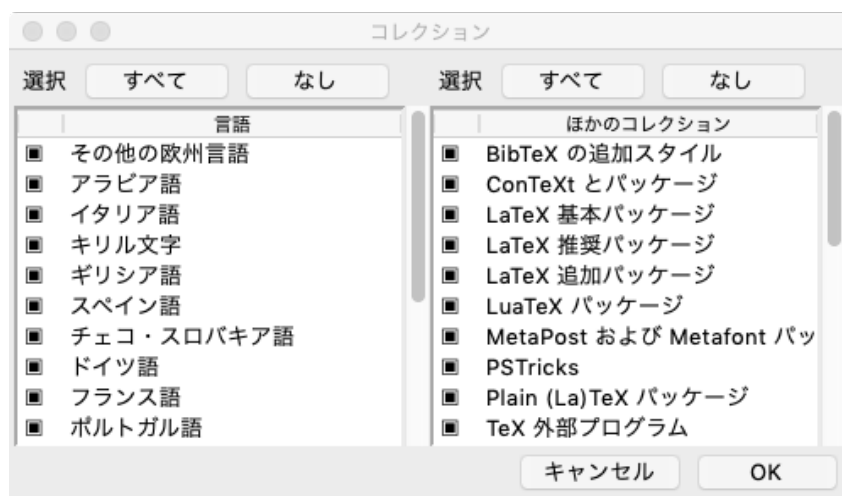 コレクション
選択 すべて なし 選択 すべて なし
言語
その他の欧州言語
アラビア語
イタリア語
キリル文字
ギリシア語
スペイン語
チェコ・スロバキア語
ドイツ語
フランス語
ポルトガル語
ほかのコレクション
BibTeX の追加スタイル
ConTeXt とパッケージ
LaTeX 基本パッケージ
LaTeX 推奨パッケージ
LaTeX 追加パッケージ
LuaTeX パッケージ
MetaPost および Metafont パッ
PSTricks
Plain (La)TeX パッケージ
TeX 外部プログラム
キャンセル OK